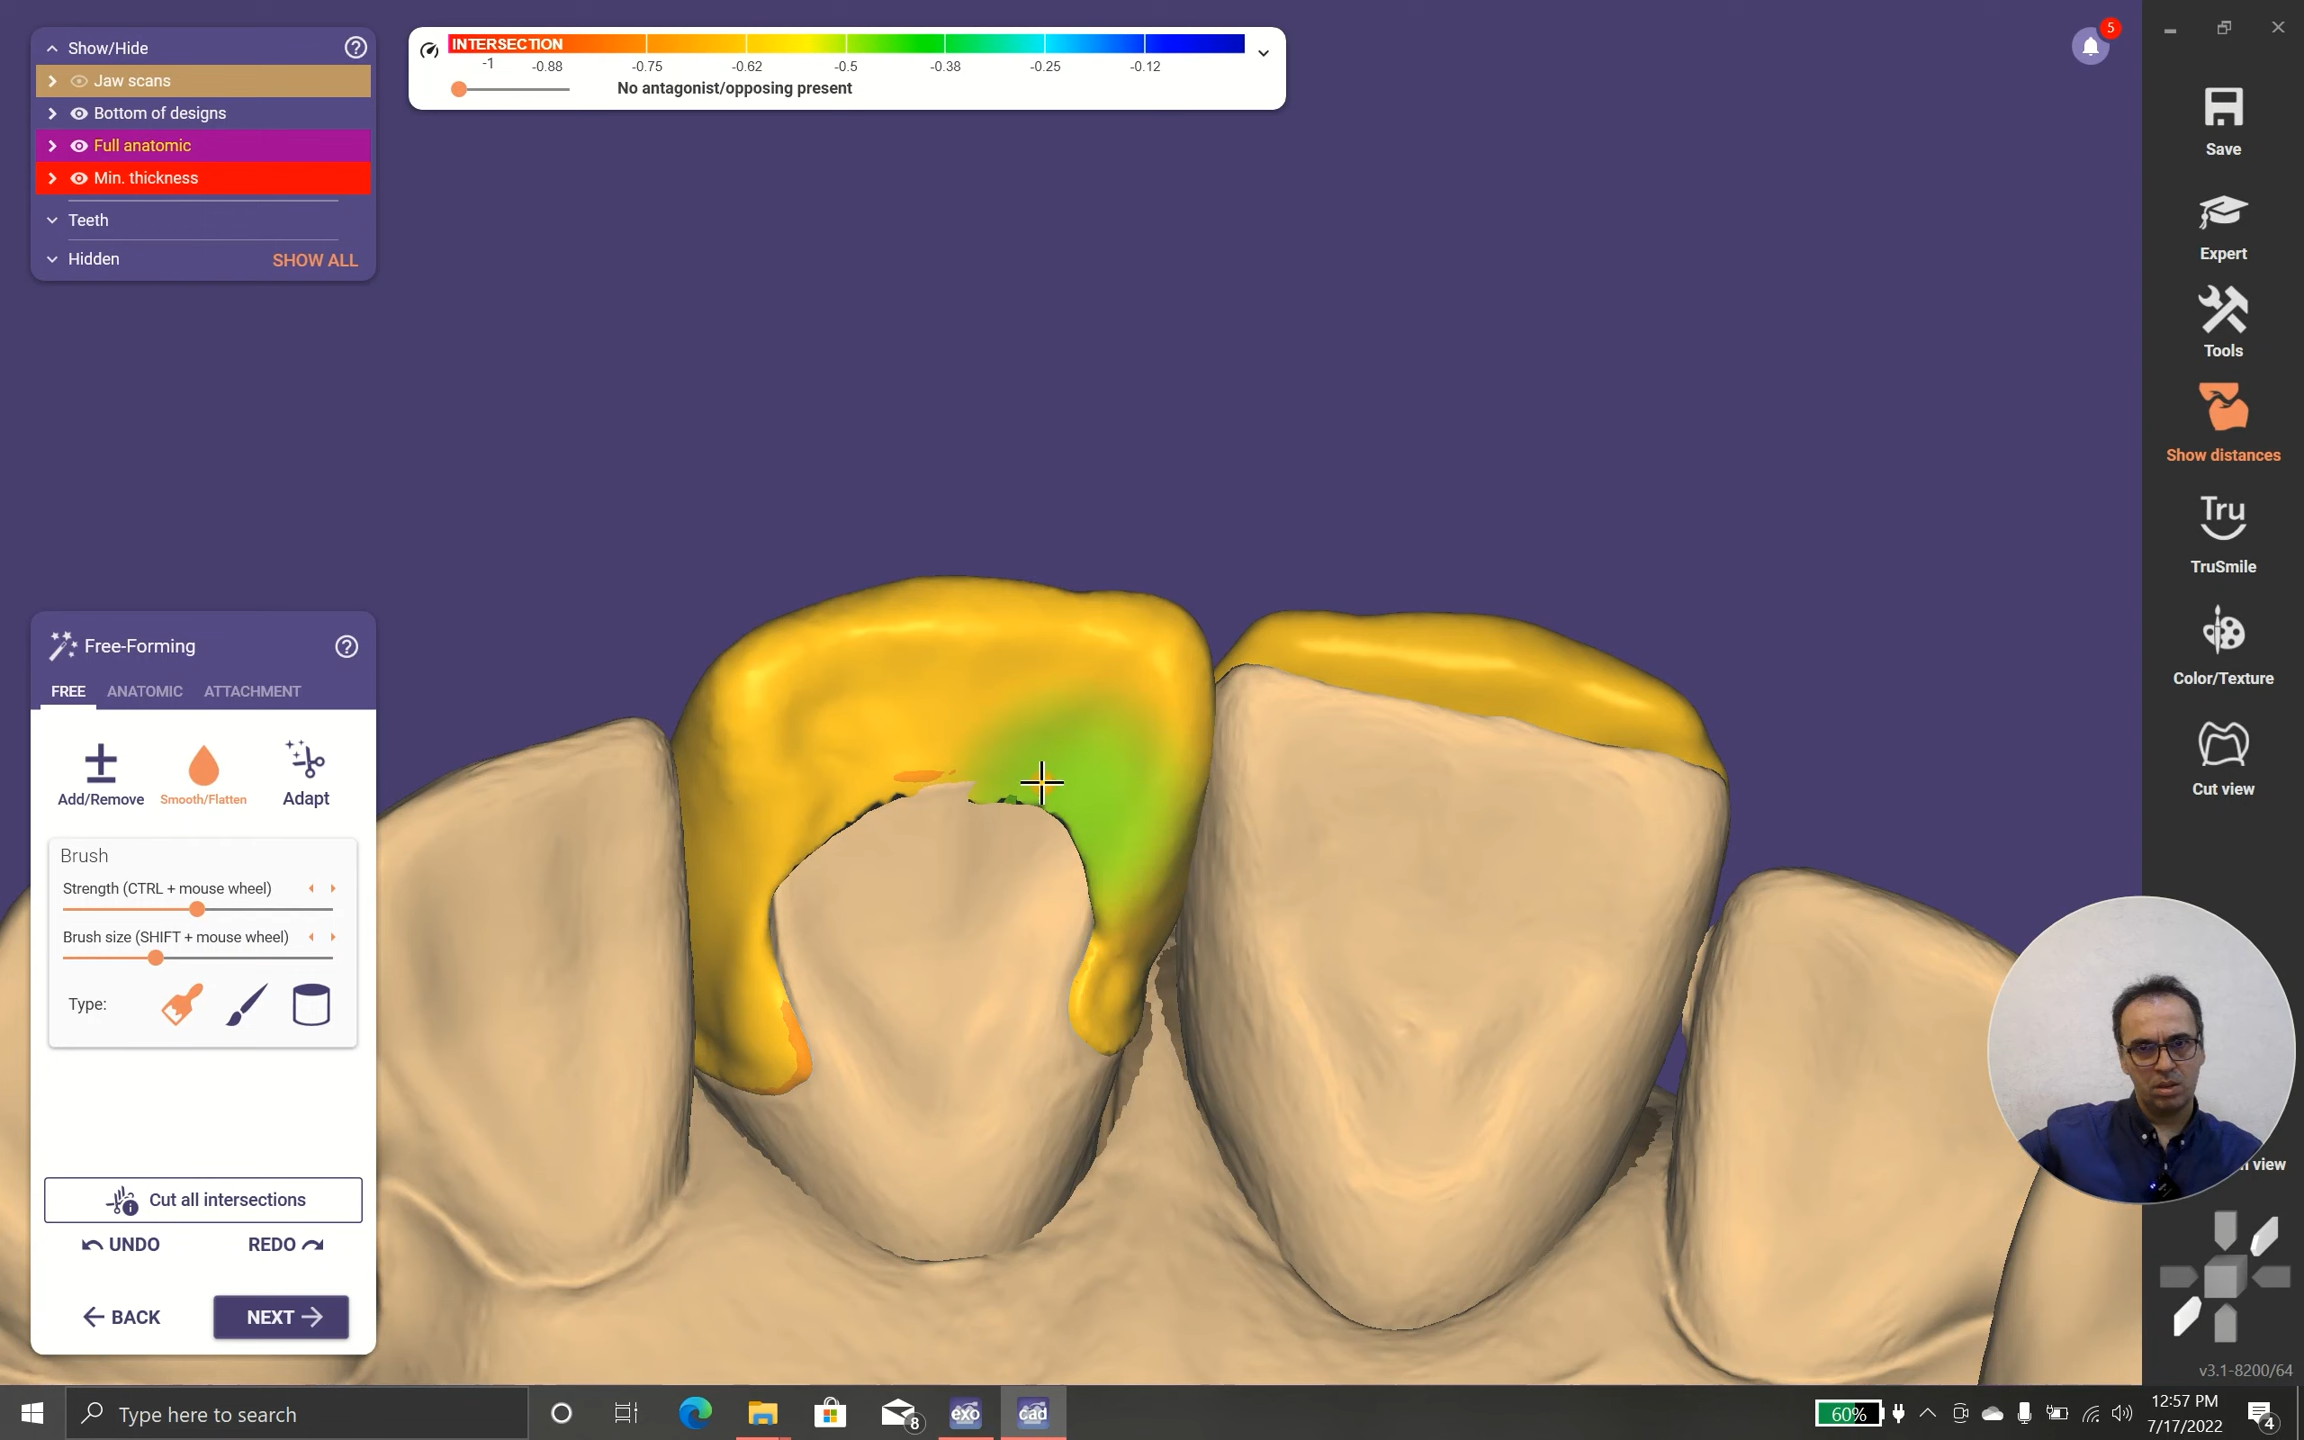 Show/Hide
Jaw scans
Bottom of designs
Full anatomic
Min. thickness
Teeth
Hidden
SHOW ALL
INTERSECTION
-1
-0.88
-0.75
-0.62
-0.5
-0.38
-0.25
-0.12
No antagonist/opposing present
5
Save
Expert
Tools
Show distances
Tru
TruSmile
Color/Texture
Cut view
view
Free-Forming
FREE
ANATOMIC
ATTACHMENT
Add/Remove
Smooth/Flatten
Adapt
Brush
Strength (CTRL + mouse wheel)
Brush size (SHIFT + mouse wheel)
Type:
Cut all intersections
UNDO
REDO
BACK
NEXT
v3.1-8200/64
Type here to search
8
exo
cad
60%
12:57 PM
7/17/2022
4